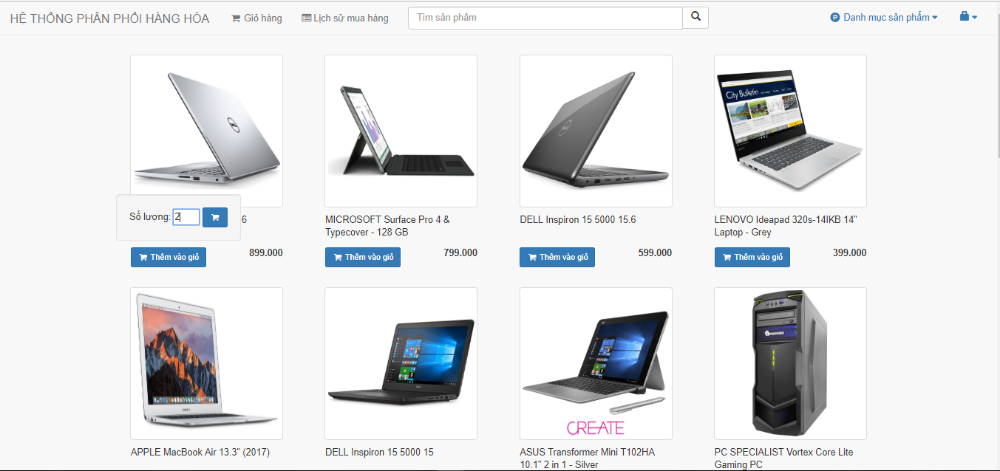 HỆ THỐNG PHÂN PHỐI HÀNG HÓA Giỏ hàng Lịch sử mua hàng Tìm sản phẩm Danh mục sản phẩm
City Bulletin
DELL
DELL
Số lượng: 2
6
MICROSOFT Surface Pro 4 &
Typecover - 128 GB
DELL Inspiron 15 5000 15.6
LENOVO Ideapad 320s-14IKB 14"
Laptop - Grey
Thêm vào giỏ 899.000
Thêm vào giỏ 799.000
Thêm vào giỏ 599.000
Thêm vào giỏ 399.000
pcspecialist
CREATE
APPLE MacBook Air 13.3" (2017)
DELL Inspiron 15 5000 15
ASUS Transformer Mini T102HA
10.1" 2 in 1 - Silver
PC SPECIALIST Vortex Core Lite
Gaming PC